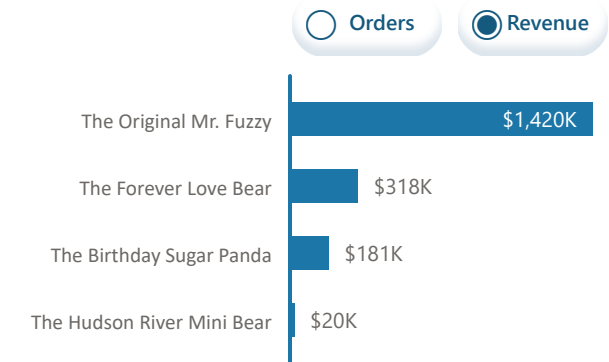 Orders Revenue
The Original Mr. Fuzzy $1,420K
The Forever Love Bear $318K
The Birthday Sugar Panda $181K
The Hudson River Mini Bear $20K